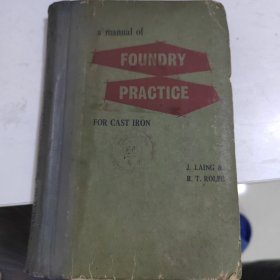 a manual of
FOUNDRY
PRACTICE
FOR CAST IRON
J. LAING &
R. T. ROLFE